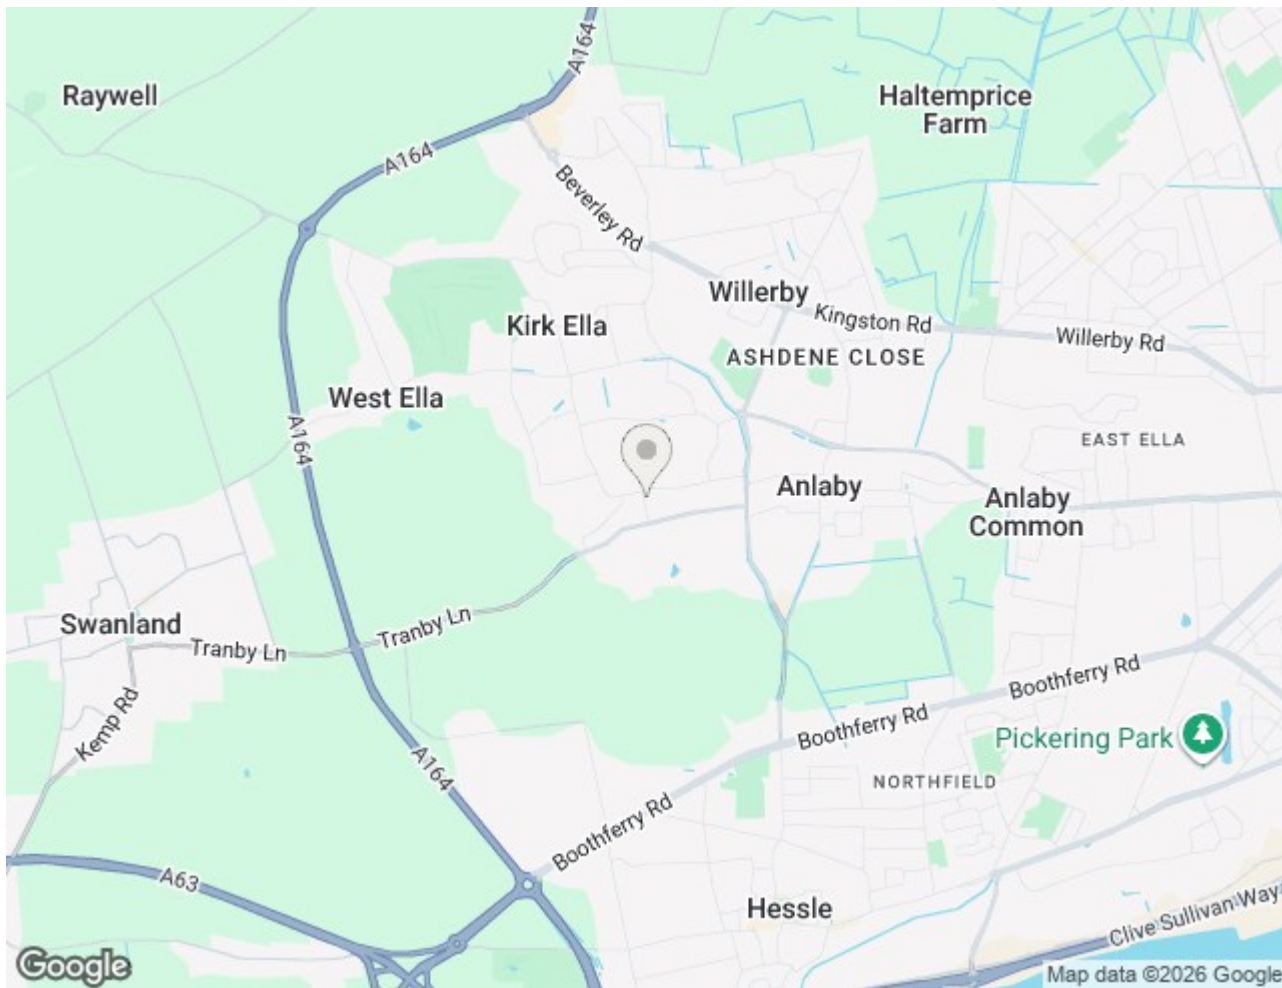 A164
Raywell
Haltemprice
Farm
A164
Beverley Rd
Willerby
Kingston Rd
Kirk Ella
Willerby Rd
ASHDENE CLOSE
West Ella
A164
EAST ELLA
Anlaby
Anlaby
Common
Swanland
Tranby Ln
Tranby Ln
Boothferry Rd
Kemp Rd
Boothferry Rd
Pickering Park
A164
NORTHFIELD
Boothferry Rd
A63
Hessle
Clive Sullivan Way
Google
Map data ©2026 Google